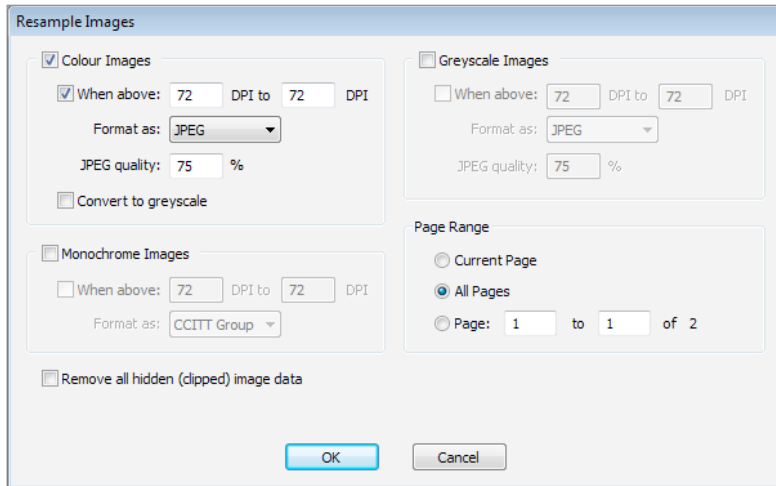 Resample Images
Colour Images
When above: 72 DPI to 72 DPI
Format as: JPEG
JPEG quality: 75 %
Convert to greyscale
Monochrome Images
When above: 72 DPI to 72 DPI
Format as: CCITT Group
Remove all hidden (clipped) image data
Greyscale Images
When above: 72 DPI to 72 DPI
Format as: JPEG
JPEG quality: 75 %
Page Range
Current Page
All Pages
Page: 1 to 1 of 2
OK Cancel